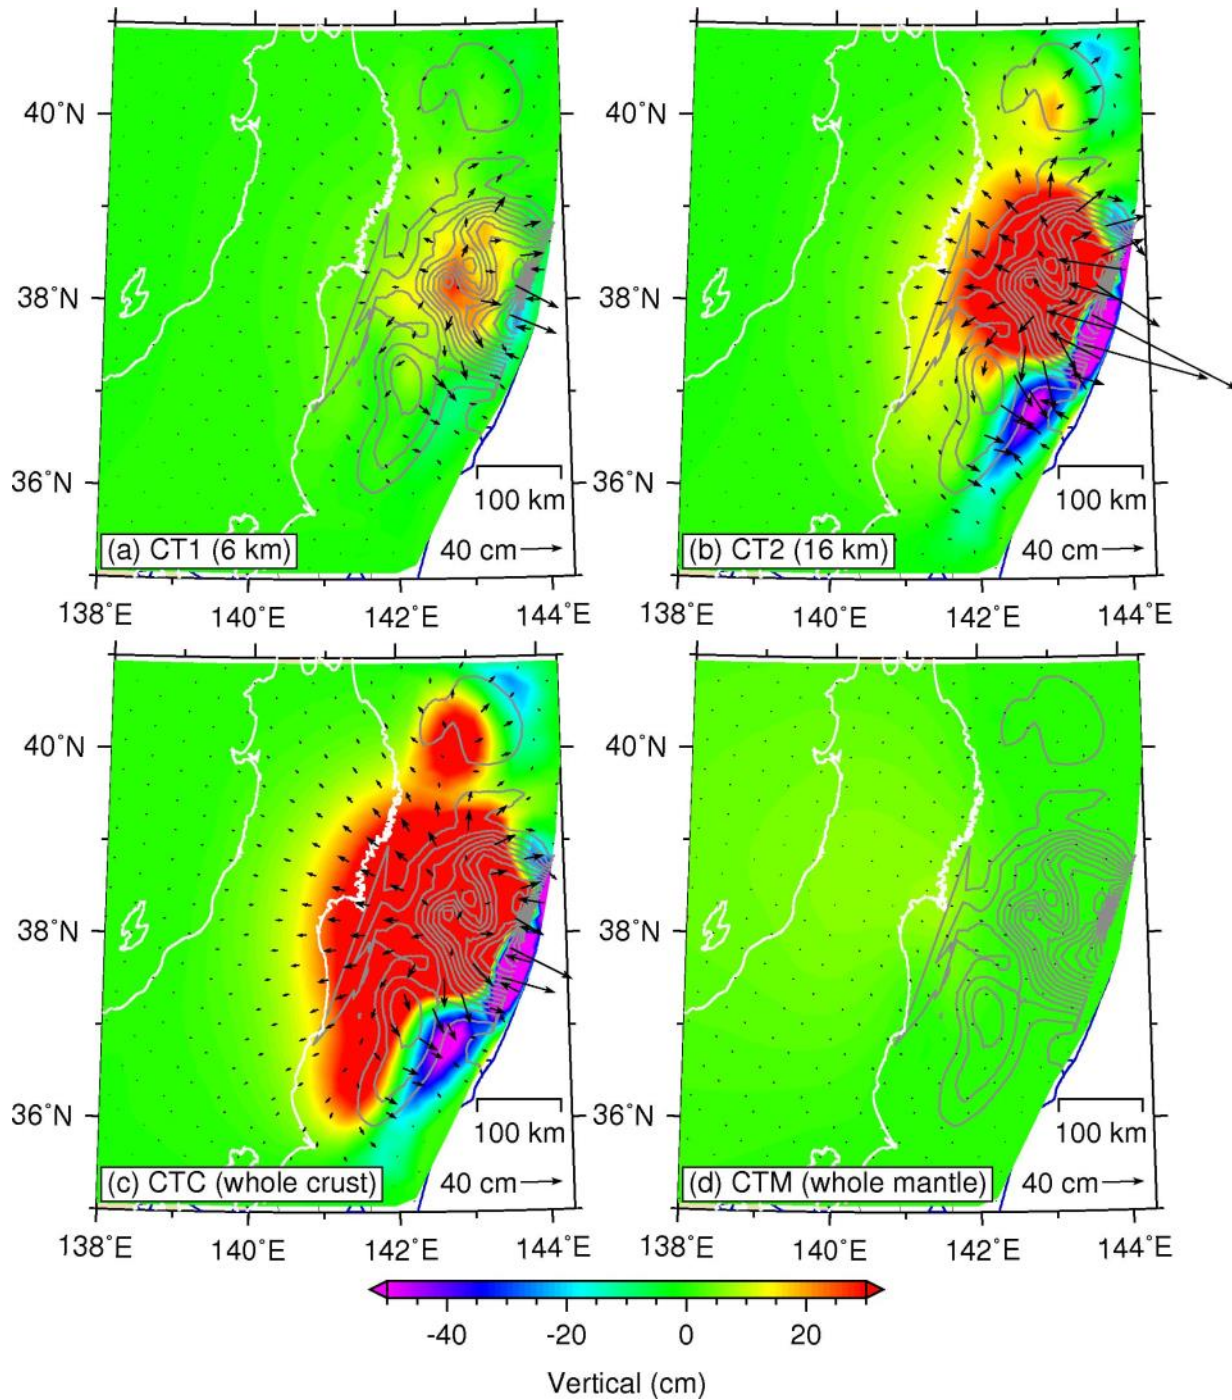 40°N
38°N
36°N
100 km
(a) CT1 (6 km)
40 cm
138°E
140°E
142°E
144°E
40°N
38°N
36°N
100 km
(b) CT2 (16 km)
40 cm
138°E
140°E
142°E
144°E
40°N
38°N
36°N
100 km
(c) CTC (whole crust)
40 cm
138°E
140°E
142°E
144°E
40°N
38°N
36°N
100 km
(d) CTM (whole mantle)
40 cm
138°E
140°E
142°E
144°E
-40 -20 0 20
Vertical (cm)